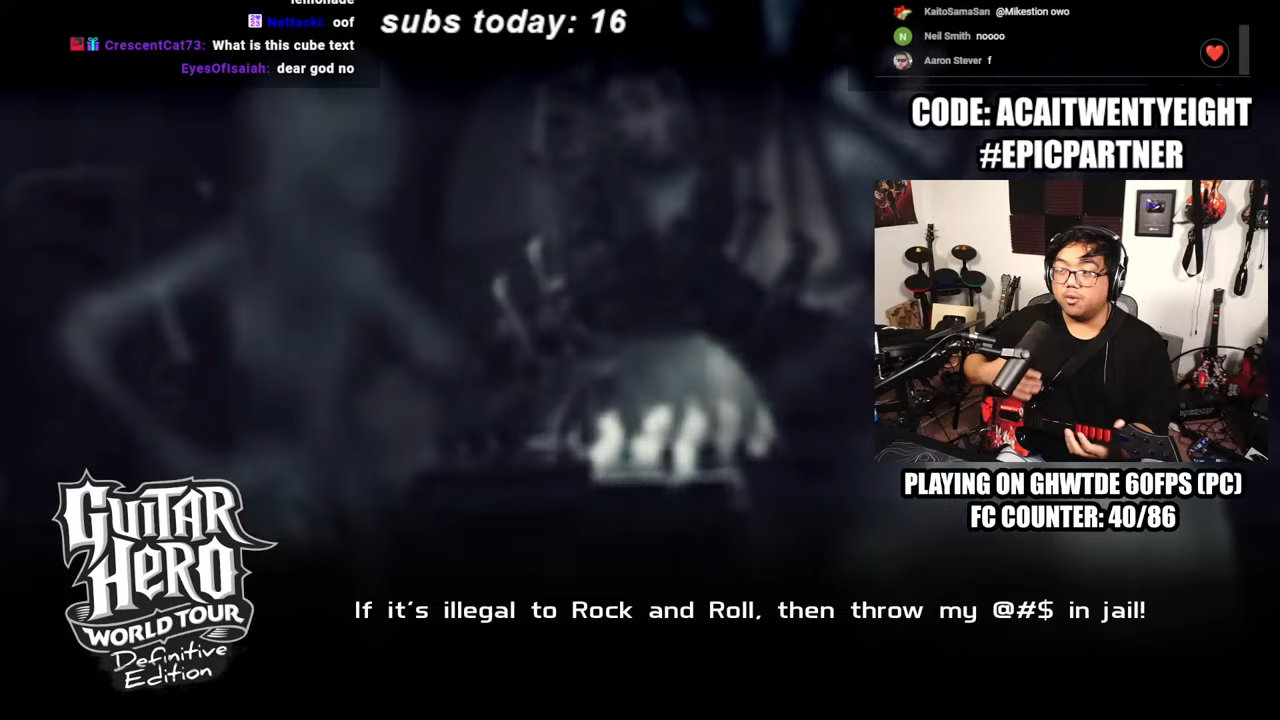 lemonade
Netfacki: oof
CrescentCat73: What is this cube text
EyesOfIsaiah: dear god no
subs today: 16
KaitoSamaSan @Mikestion owo
Neil Smith noooo
Aaron Stever f
CODE: ACAITWENTYEIGHT
#EPICPARTNER
PLAYING ON GHWTDE 60FPS (PC)
FC COUNTER: 40/86
GUITAR
HERO
WORLD TOUR
Definitive
Edition
If it's illegal to Rock and Roll, then throw my @#$ in jail!